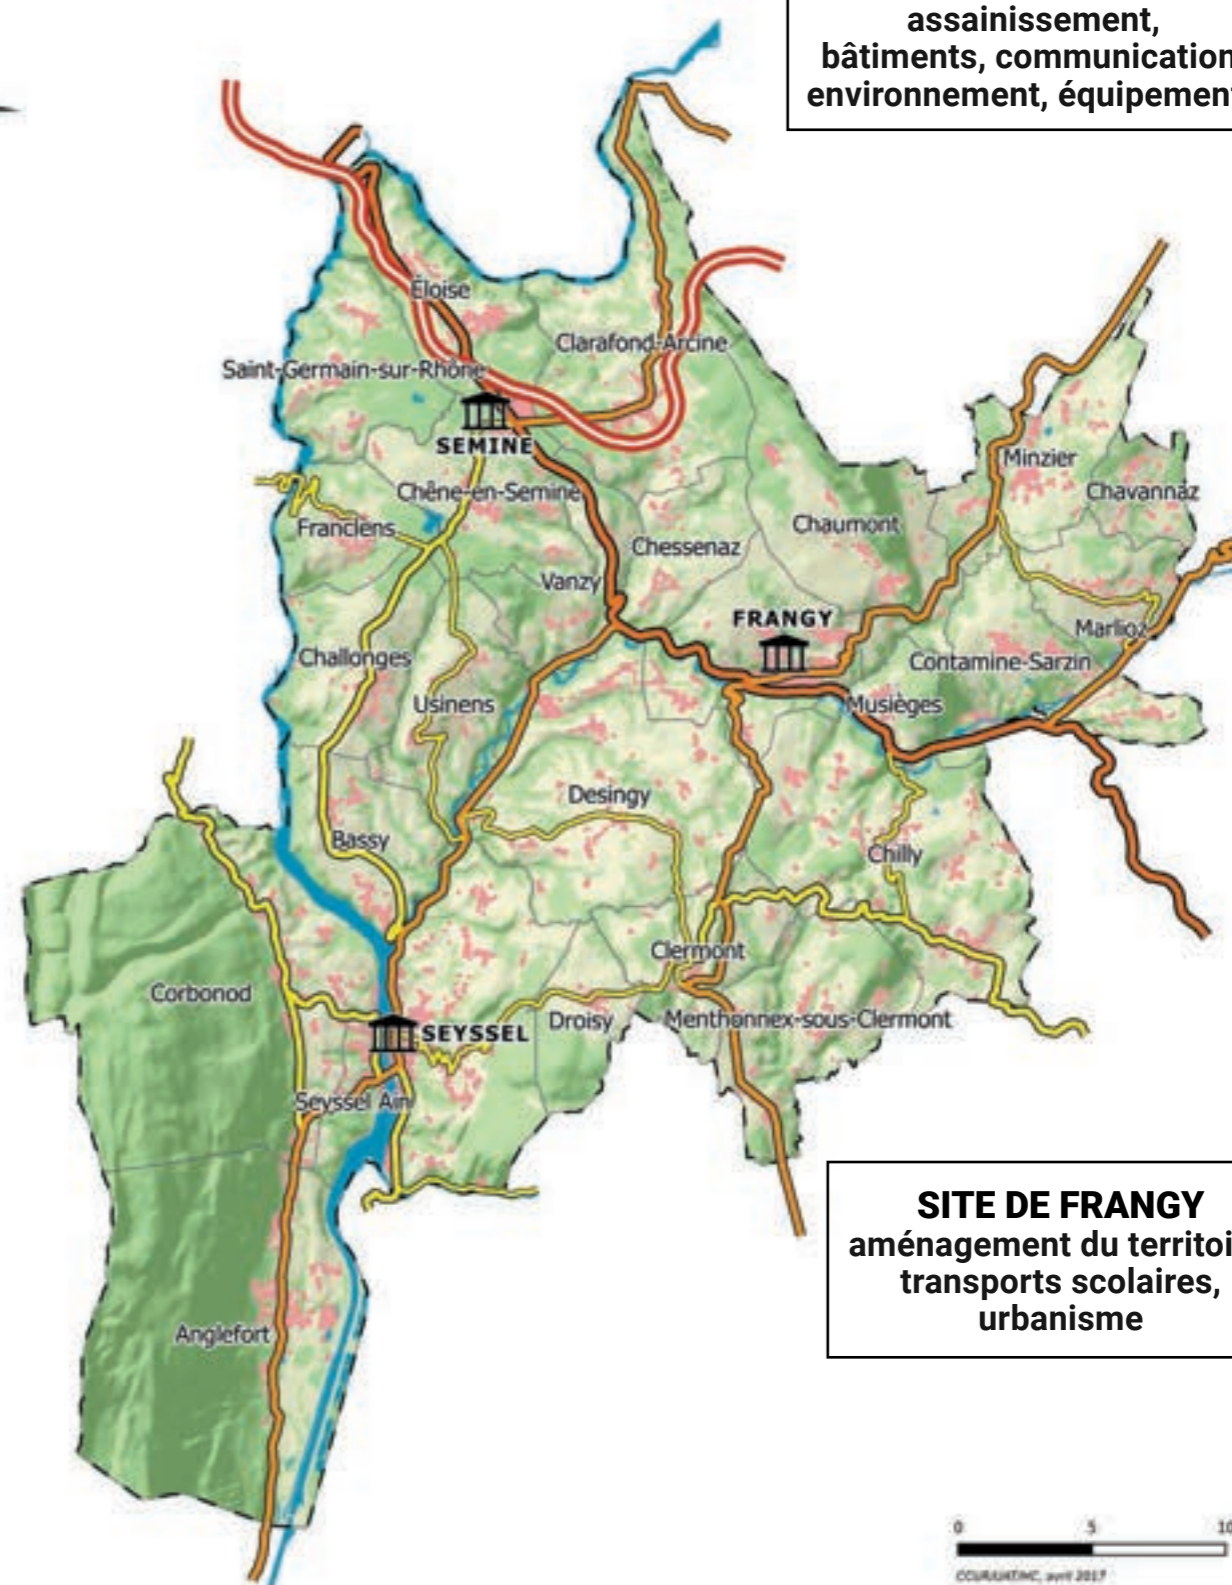 assainissement,
bâtiments, communication
environnement, équipement
Éloise
Clarafond-Arcine
Saint-Germain-sur-Rhône
SEMINE
Minzier
Chêne-en-Semine
Chavannaz
Franclens
Chaumont
Chessenaz
Vanzy
FRANGY
Marlioz
Challonges
Contamine-Sarzin
Usinens
Musièges
Desingy
Bassy
Chilly
Clermont
Corbonod
Droisy
Menthonnex-sous-Clermont
SEYSSEL
Seyssel Ain
SITE DE FRANGY
aménagement du territoi
transports scolaires,
urbanisme
Anglefort
0 5 10
avril 2017